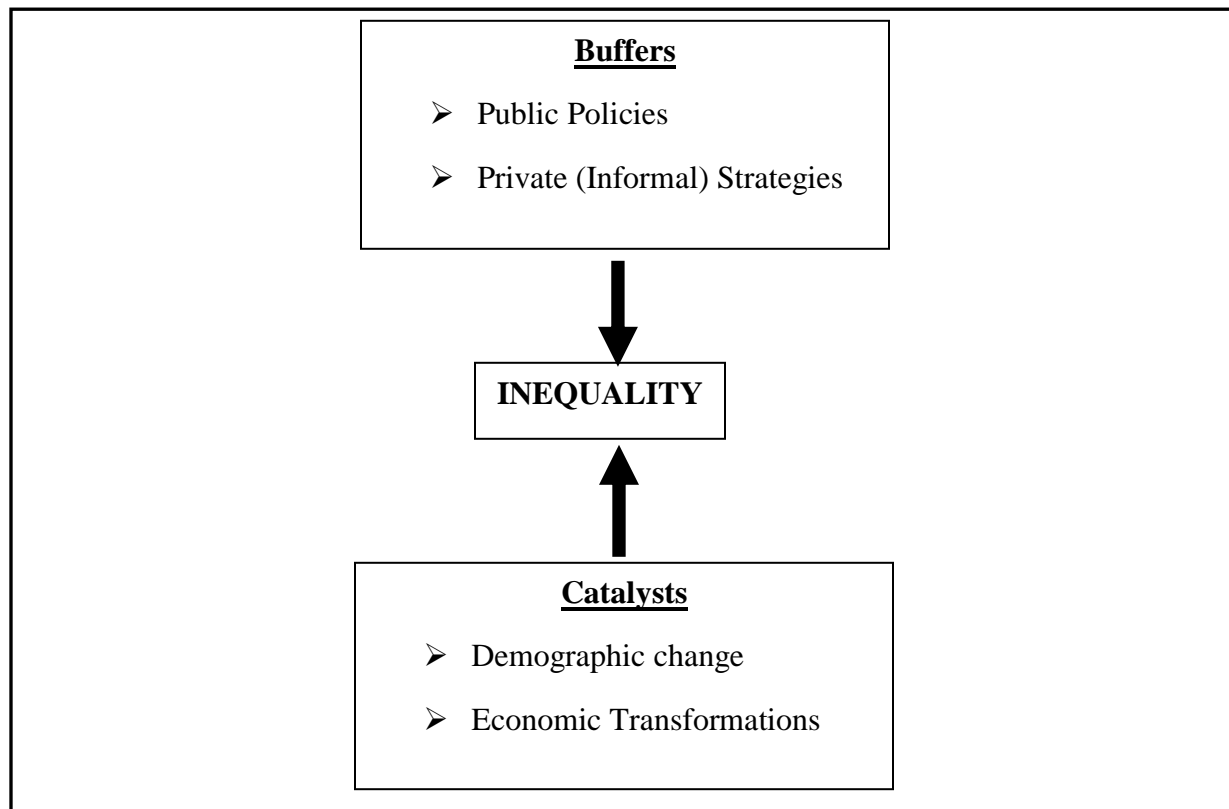 Buffers
➢ Public Policies
➢ Private (Informal) Strategies
INEQUALITY
Catalysts
➢ Demographic change
➢ Economic Transformations